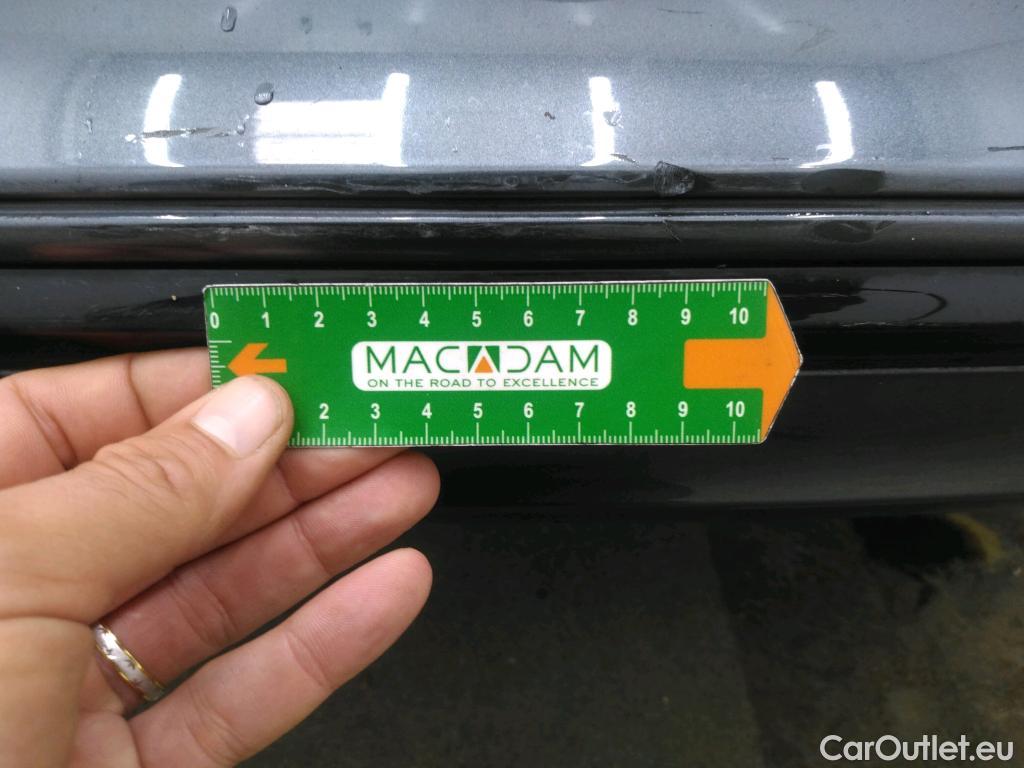 0 1 2 3 4 5 6 7 8 9 10
MACADAM
ON THE ROAD TO EXCELLENCE
2 3 4 5 6 7 8 9 10
CarOutlet.eu